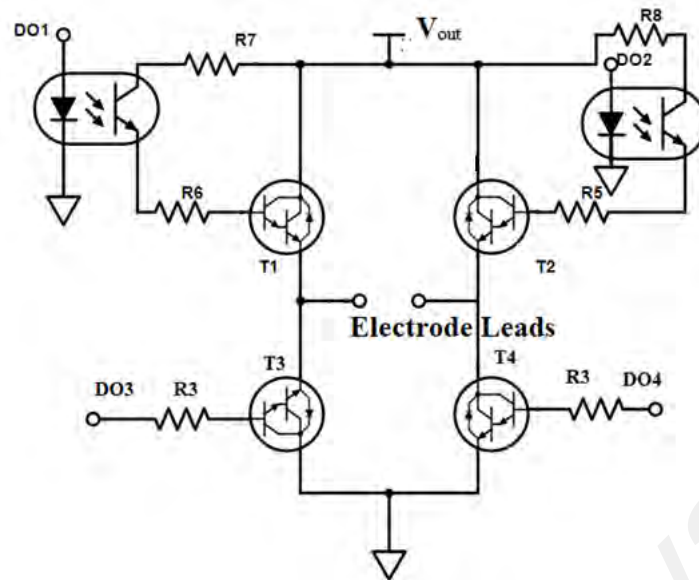 DO1
R7
Vout
R8
DO2
R6
R5
T1
T2
Electrode Leads
T3
T4
DO3
R3
R3
DO4